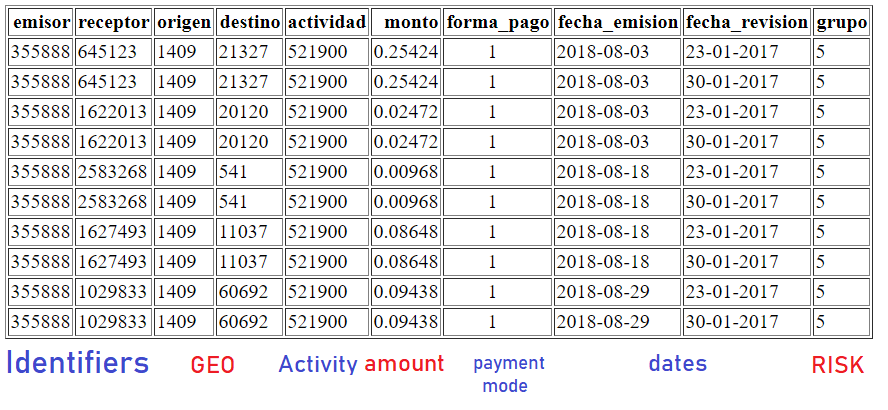 emisor receptor origen destino actividad monto forma_pago fecha_emision fecha_revision grupo
355888 645123 1409 21327 521900 0.25424 1 2018-08-03 23-01-2017 5
355888 645123 1409 21327 521900 0.25424 1 2018-08-03 30-01-2017 5
355888 1622013 1409 20120 521900 0.02472 1 2018-08-03 23-01-2017 5
355888 1622013 1409 20120 521900 0.02472 1 2018-08-03 30-01-2017 5
355888 2583268 1409 541 521900 0.00968 1 2018-08-18 23-01-2017 5
355888 2583268 1409 541 521900 0.00968 1 2018-08-18 30-01-2017 5
355888 1627493 1409 11037 521900 0.08648 1 2018-08-18 23-01-2017 5
355888 1627493 1409 11037 521900 0.08648 1 2018-08-18 30-01-2017 5
355888 1029833 1409 60692 521900 0.09438 1 2018-08-29 23-01-2017 5
355888 1029833 1409 60692 521900 0.09438 1 2018-08-29 30-01-2017 5
Identifiers GEO Activity amount payment dates RISK
mode